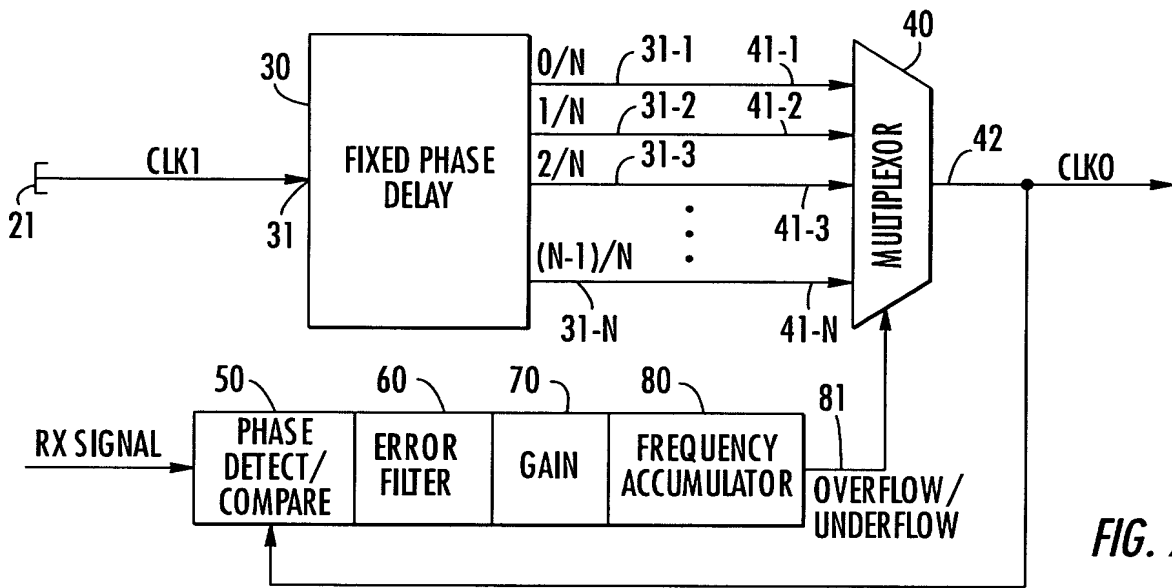 30
0/N
31-1
41-1
40
1/N
31-2
41-2
CLK1
FIXED PHASE
DELAY
2/N
31-3
MULTIPLEXOR
42
CLK0
21
31
41-3
(N-1)/N
31-N
41-N
50
60
70
80
81
RX SIGNAL
PHASE
DETECT/
COMPARE
ERROR
FILTER
GAIN
FREQUENCY
ACCUMULATOR
OVERFLOW/
UNDERFLOW
FIG.